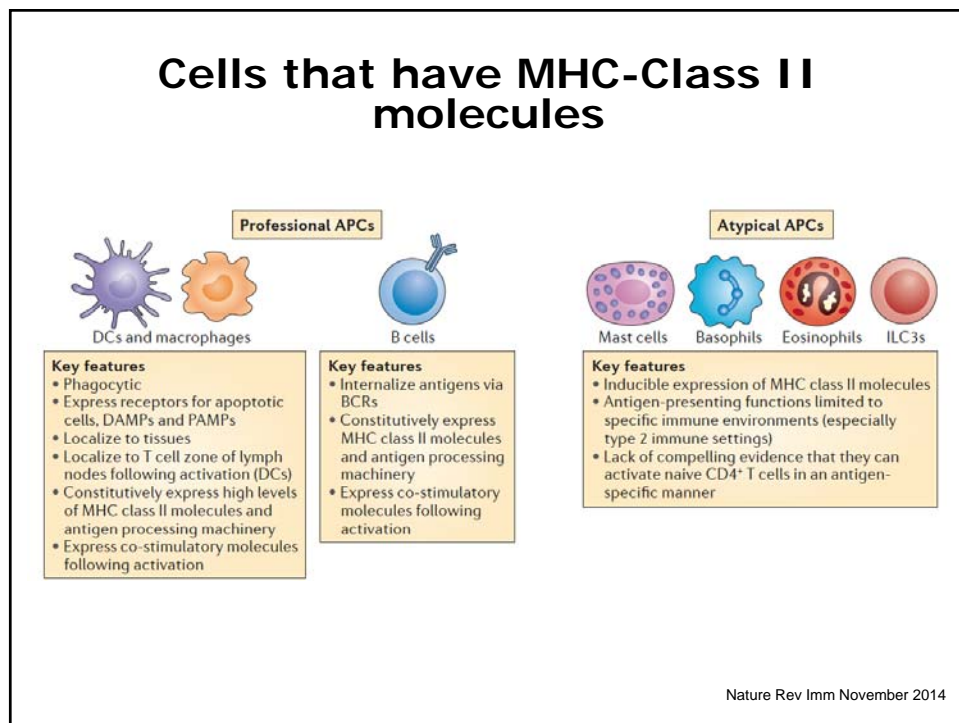 Cells that have MHC-Class II
molecules
Professional APCs
DCs and macrophages
Key features
• Phagocytic
• Express receptors for apoptotic
cells, DAMPs and PAMPs
• Localize to tissues
• Localize to T cell zone of lymph
nodes following activation (DCs)
• Constitutively express high levels
of MHC class II molecules and
antigen processing machinery
• Express co-stimulatory molecules
following activation
B cells
Key features
• Internalize antigens via
BCRs
• Constitutively express
MHC class II molecules
and antigen processing
machinery
• Express co-stimulatory
molecules following
activation
Atypical APCs
Mast cells Basophils Eosinophils ILC3s
Key features
• Inducible expression of MHC class II molecules
• Antigen-presenting functions limited to
specific immune environments (especially
type 2 immune settings)
• Lack of compelling evidence that they can
activate naive CD4⁺ T cells in an antigen-
specific manner
Nature Rev Imm November 2014